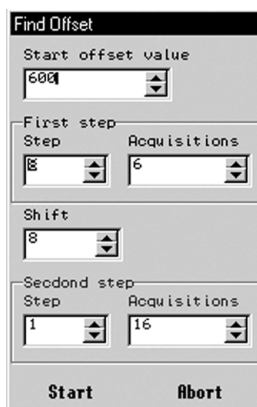 Find Offset
Start offset value
600
First step
Step Acquisitions
6
Shift
8
Secdond step
Step Acquisitions
1 16
Start Abort